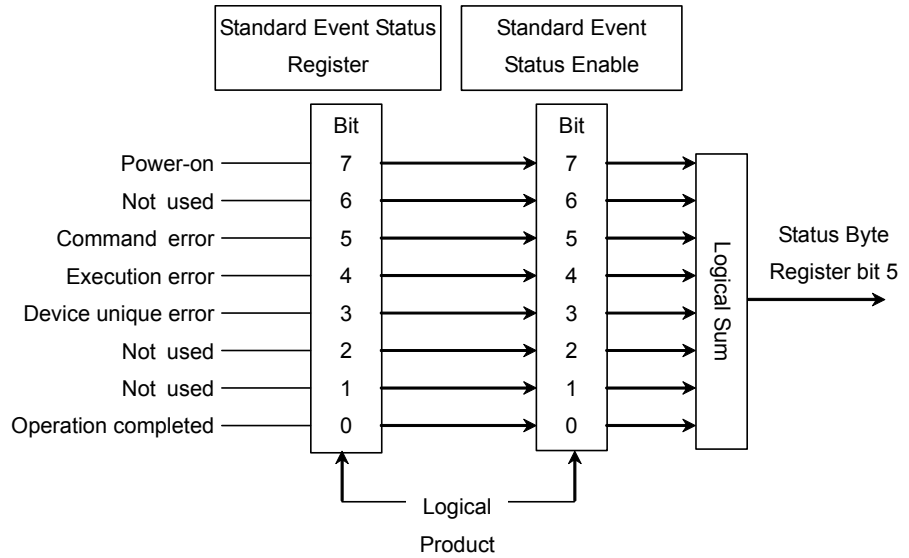 Standard Event Status
Register
Standard Event
Status Enable
Bit
Bit
Power-on
7
7
Not used
6
6
Command error
5
5
Execution error
4
4
Device unique error
3
3
Not used
2
2
Not used
1
1
Operation completed
0
0
Logical Sum
Status Byte
Register bit 5
Logical
Product